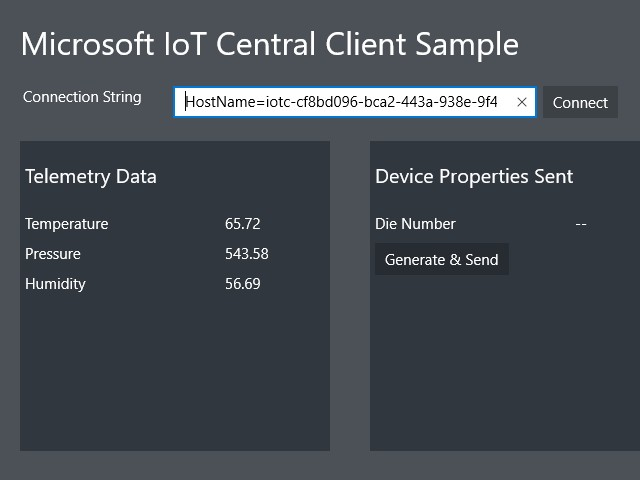 Microsoft IoT Central Client Sample
Connection String
HostName=iotc-cf8bd096-bca2-443a-938e-9f4
Connect
Telemetry Data
Temperature 65.72
Pressure 543.58
Humidity 56.69
Device Properties Sent
Die Number --
Generate & Send